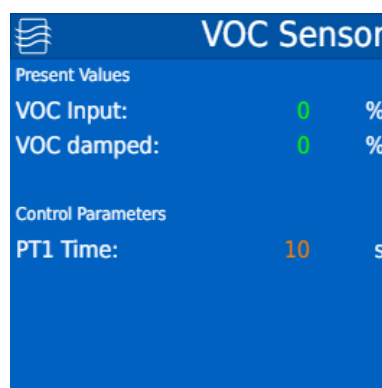 VOC Sensor
Present Values
VOC Input: 0 %
VOC damped: 0 %
Control Parameters
PT1 Time: 10 s